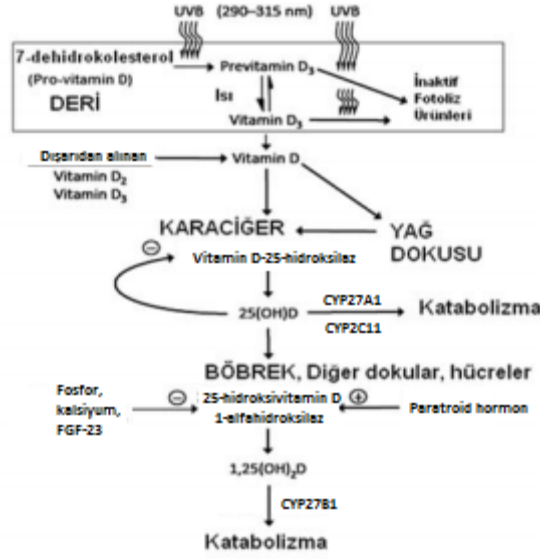 UVB (290–315 nm) UVB
7-dehidrokolesterol
(Pro-vitamin D)
DERİ
Previtamin D₃
Isı
Vitamin D₃
İnaktif
Fotoliz
Ürünleri
Dışarıdan alınan
Vitamin D₂
Vitamin D₃
Vitamin D
KARACİĞER
YAĞ
DOKUSU
Vitamin D-25-hidroksilaz
25(OH)D
CYP27A1
CYP2C11
Katabolizma
BÖBREK, Diğer dokular, hücreler
Fosfor,
kalsiyum,
FGF-23
25-hidroksivitamin D
1-alfahidroksilaz
Paratroid hormon
1,25(OH)₂D
CYP27B1
Katabolizma